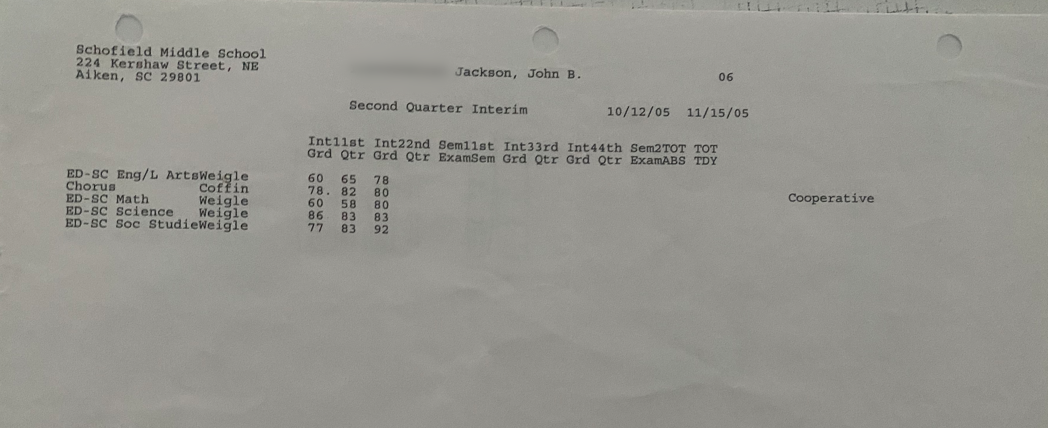 Schofield Middle School
224 Kershaw Street, NE
Aiken, SC 29801
Jackson, John B. 06
Second Quarter Interim 10/12/05 11/15/05
Int11st Int22nd Sem11st Int33rd Int44th Sem2TOT TOT
Grd Qtr Grd Qtr ExamSem Grd Qtr Grd Qtr ExamABS TDY
ED-SC Eng/L ArtsWeigle 60 65 78
Chorus Coffin 78. 82 80 Cooperative
ED-SC Math Weigle 60 58 80
ED-SC Science Weigle 86 83 83
ED-SC Soc StudieWeigle 77 83 92